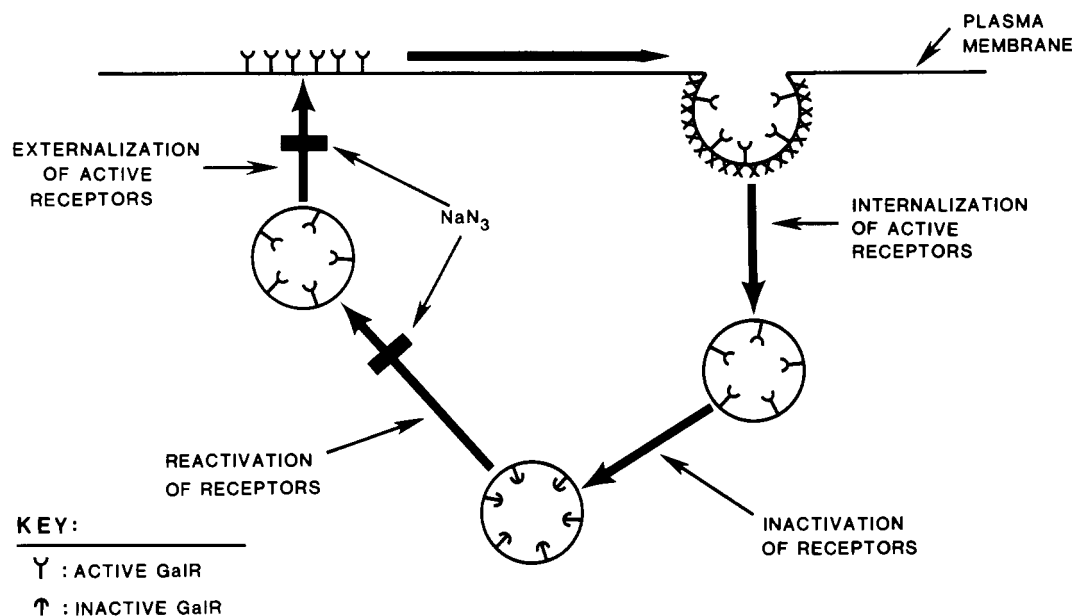 PLASMA
MEMBRANE
EXTERNALIZATION
OF ACTIVE
RECEPTORS
NaN3
INTERNALIZATION
OF ACTIVE
RECEPTORS
REACTIVATION
OF RECEPTORS
INACTIVATION
OF RECEPTORS
KEY:
: ACTIVE GalR
: INACTIVE GalR